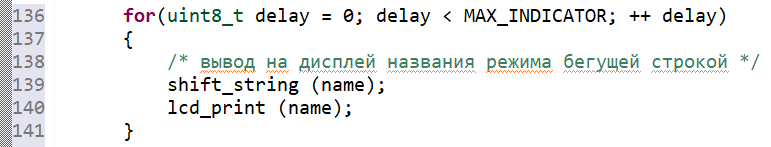 136 for(uint8_t delay = 0; delay < MAX_INDICATOR; ++ delay)
137 {
138 /* вывод на дисплей названия режима бегущей строкой */
139 shift_string (name);
140 lcd_print (name);
141 }